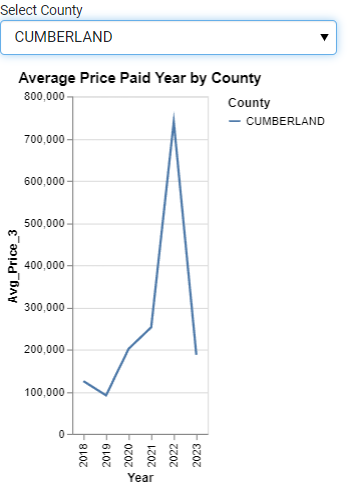 Select County
CUMBERLAND
Average Price Paid Year by County
County
CUMBERLAND
800,000
700,000
600,000
500,000
400,000
300,000
200,000
100,000
0
Avg_Price_3
2018
2019
2020
2021
2022
2023
Year